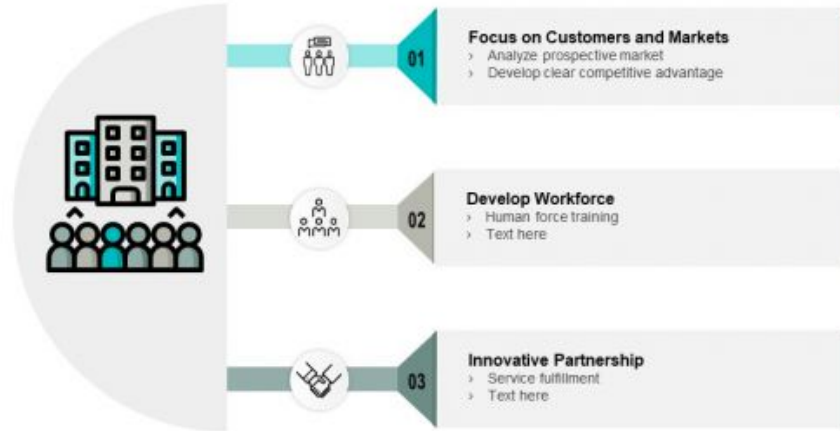 01
Focus on Customers and Markets
› Analyze prospective market
› Develop clear competitive advantage
02
Develop Workforce
› Human force training
› Text here
03
Innovative Partnership
› Service fulfillment
› Text here